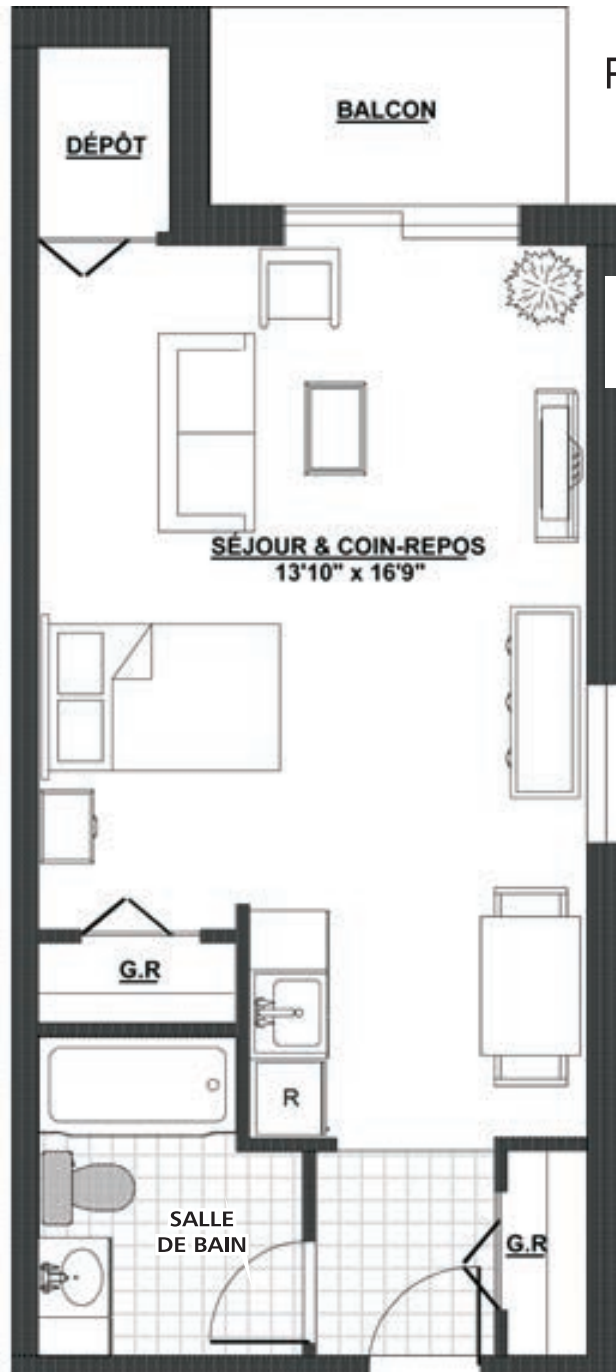 P
BALCON
DÉPÔT
SÉJOUR & COIN-REPOS
13'10" x 16'9"
G.R
R
SALLE
DE BAIN
G.R